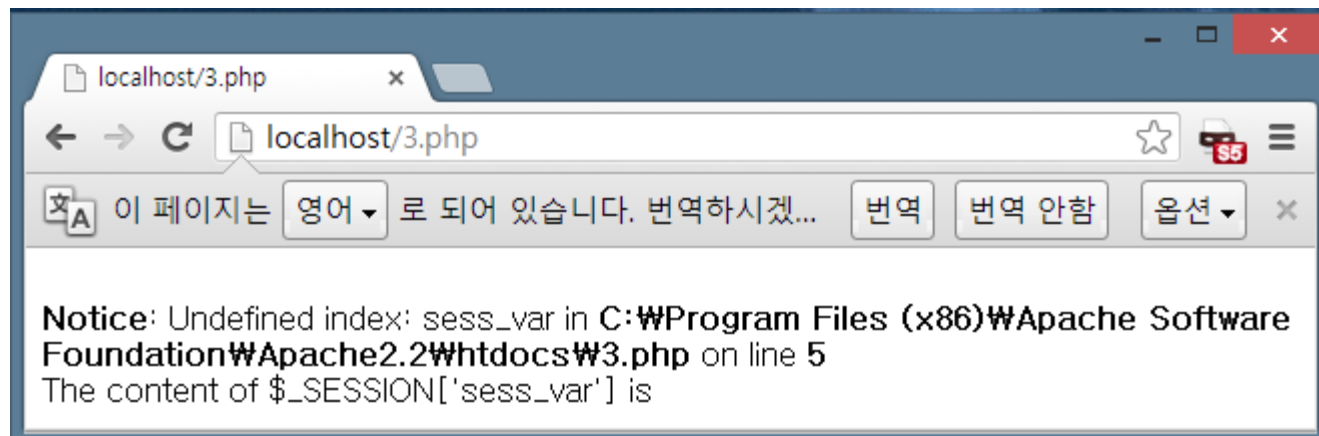 localhost/3.php
localhost/3.php
S5
이 페이지는 영어 로 되어 있습니다. 번역하시겠... 번역 번역 안함 옵션
Notice: Undefined index: sess_var in C:₩Program Files (x86)₩Apache Software
Foundation₩Apache2.2₩htdocs₩3.php on line 5
The content of $_SESSION['sess_var'] is